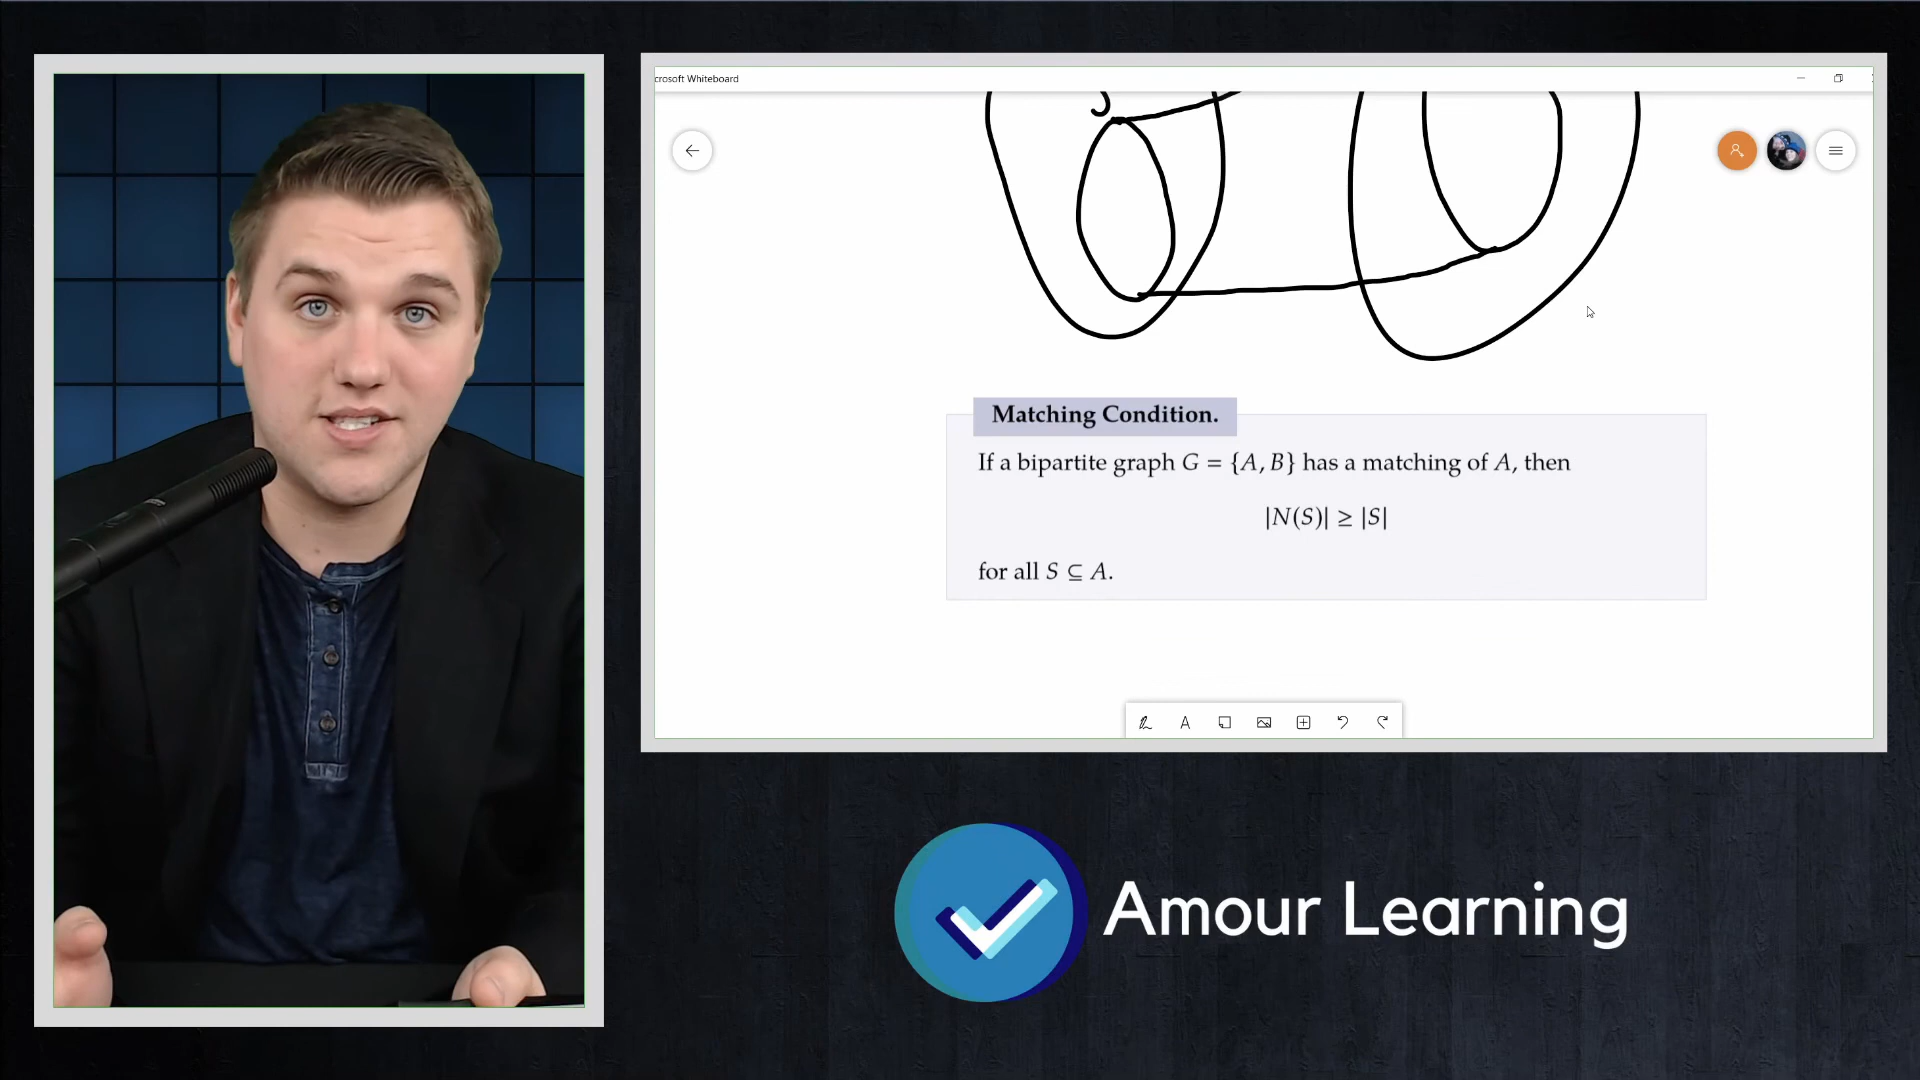 crosoft Whiteboard
S
Matching Condition.
If a bipartite graph G = {A, B} has a matching of A, then
|N(S)| ≥ |S|
for all S ⊆ A.
Amour Learning